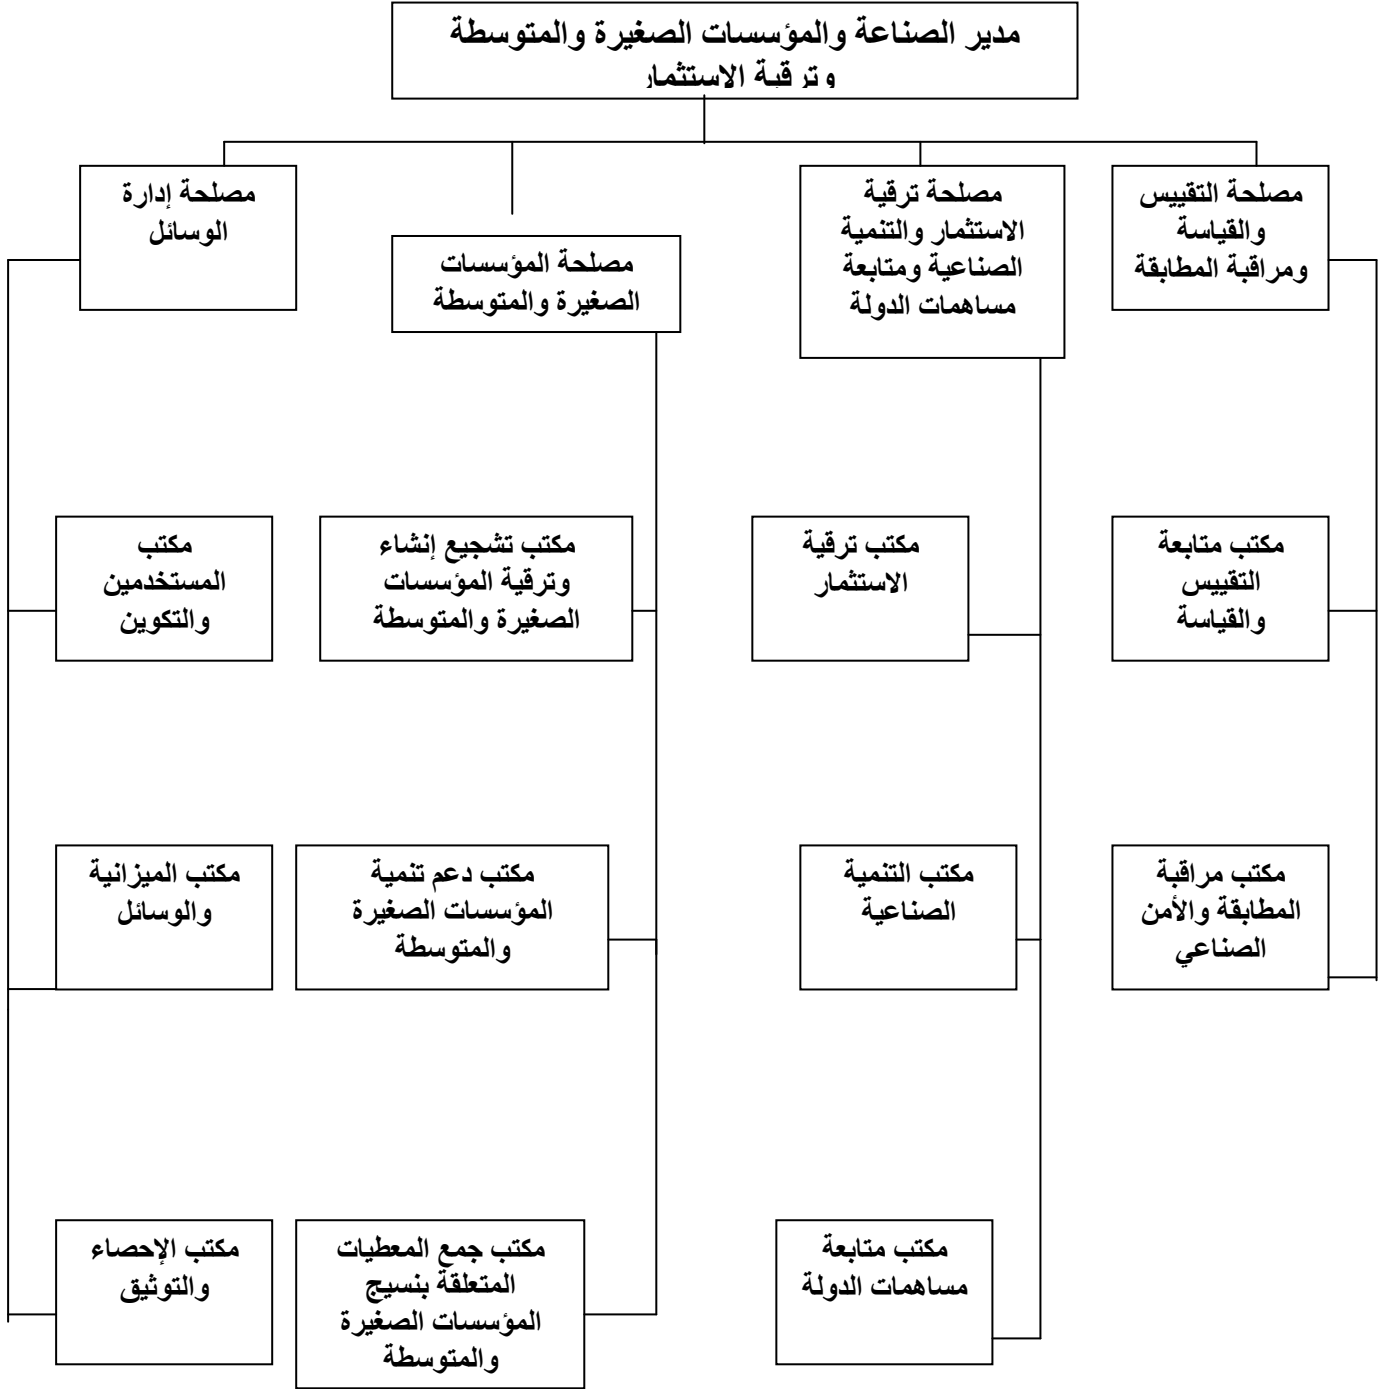 مدير الصناعة والمؤسسات الصغيرة والمتوسطة
وترقية الاستثمار
مصلحة التقييس
والقياسة
ومراقبة المطابقة
مصلحة ترقية
الاستثمار والتنمية
الصناعية ومتابعة
مساهمات الدولة
مصلحة المؤسسات
الصغيرة والمتوسطة
مصلحة إدارة
الوسائل
مكتب متابعة
التقييس
والقياسة
مكتب ترقية
الاستثمار
مكتب تشجيع إنشاء
وترقية المؤسسات
الصغيرة والمتوسطة
مكتب
المستخدمين
والتكوين
مكتب مراقبة
المطابقة والأمن
الصناعي
مكتب التنمية
الصناعية
مكتب دعم تنمية
المؤسسات الصغيرة
والمتوسطة
مكتب الميزانية
والوسائل
مكتب متابعة
مساهمات الدولة
مكتب جمع المعطيات
المتعلقة بنسيج
المؤسسات الصغيرة
والمتوسطة
مكتب الإحصاء
والتوثيق